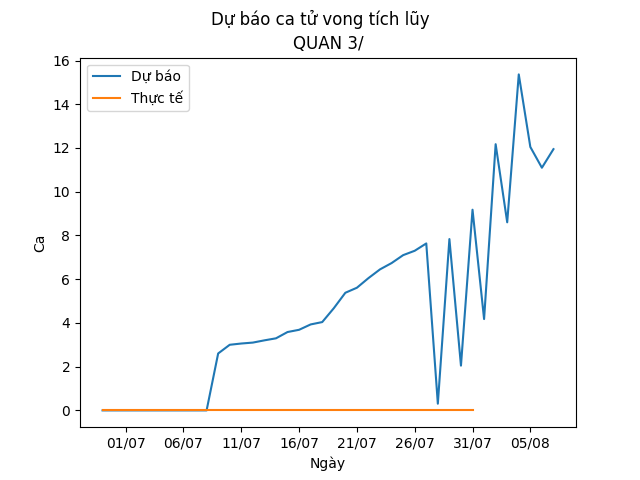 Dự báo ca tử vong tích lũy
QUAN 3/
Dự báo
Thực tế
16
14
12
10
8
6
4
2
0
Ca
01/07 06/07 11/07 16/07 21/07 26/07 31/07 05/08
Ngày